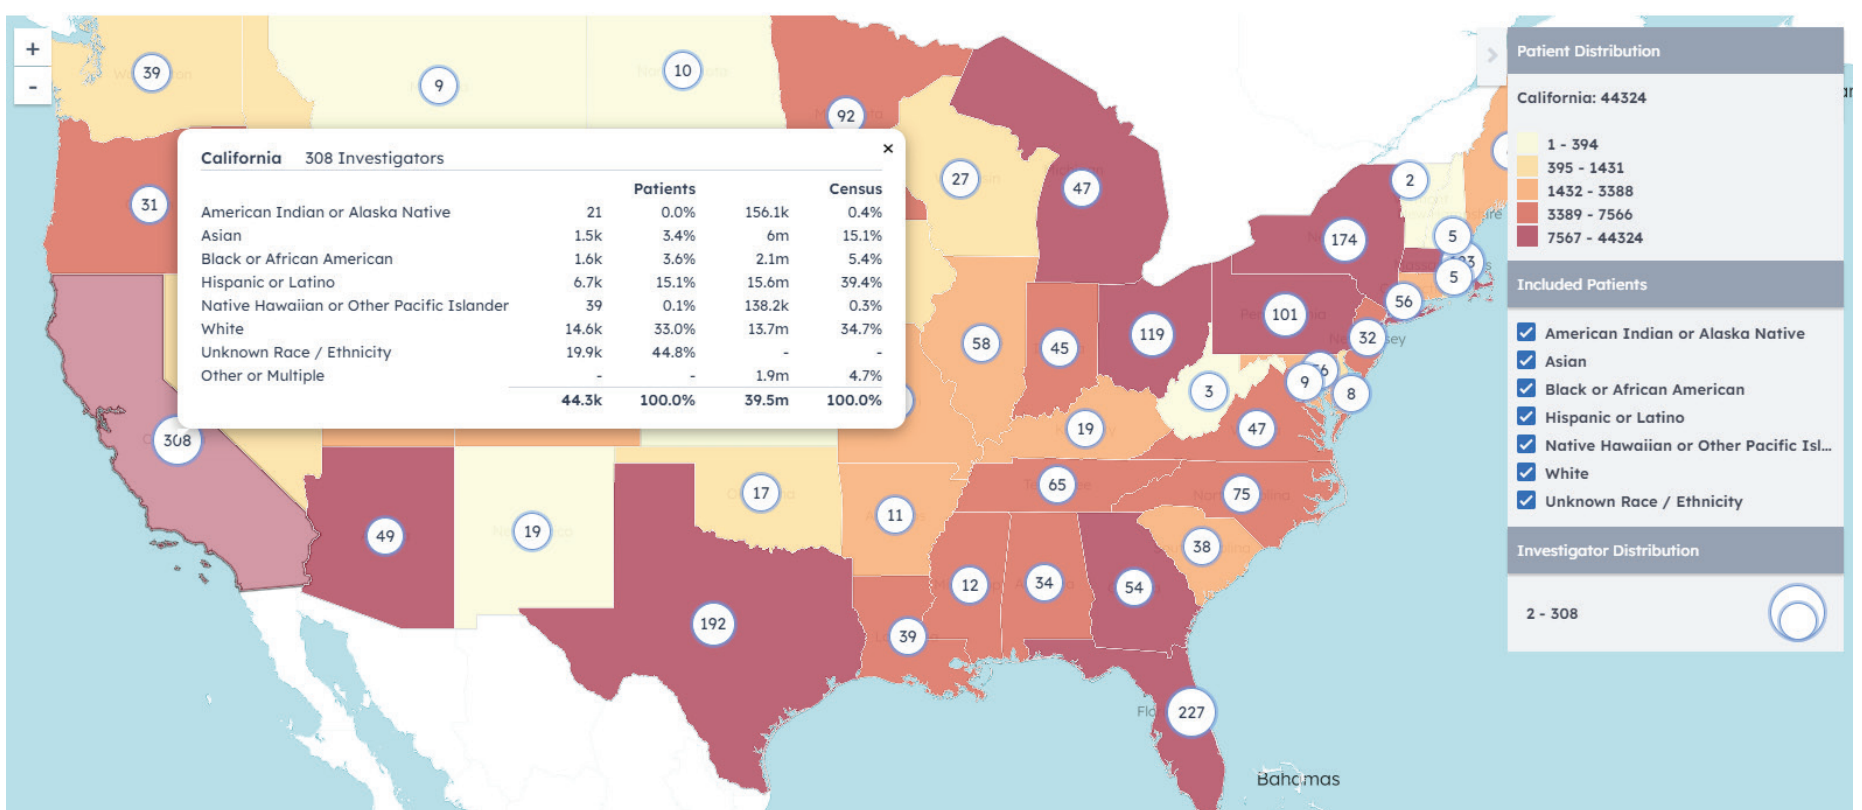 +
-
39
9
10
92
31
27
47
2
174
5
5
56
101
32
119
58
45
9
8
3
19
47
65
75
17
11
38
49
19
12
34
54
192
39
227
308
Bahamas
California 308 Investigators
×
Patients Census
American Indian or Alaska Native 21 0.0% 156.1k 0.4%
Asian 1.5k 3.4% 6m 15.1%
Black or African American 1.6k 3.6% 2.1m 5.4%
Hispanic or Latino 6.7k 15.1% 15.6m 39.4%
Native Hawaiian or Other Pacific Islander 39 0.1% 138.2k 0.3%
White 14.6k 33.0% 13.7m 34.7%
Unknown Race / Ethnicity 19.9k 44.8% - -
Other or Multiple - - 1.9m 4.7%
44.3k 100.0% 39.5m 100.0%
Patient Distribution
California: 44324
1 - 394
395 - 1431
1432 - 3388
3389 - 7566
7567 - 44324
Included Patients
American Indian or Alaska Native
Asian
Black or African American
Hispanic or Latino
Native Hawaiian or Other Pacific Isl...
White
Unknown Race / Ethnicity
Investigator Distribution
2 - 308